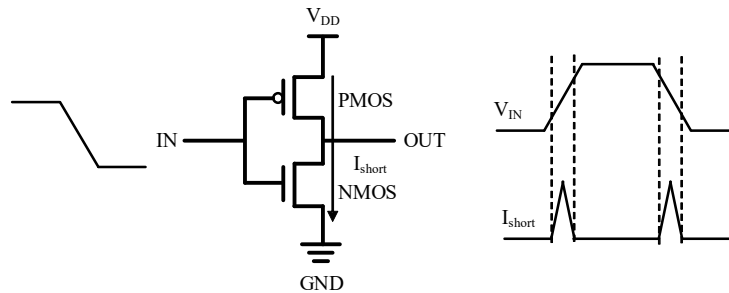 V_DD
PMOS
IN
OUT
I_short
NMOS
GND
V_IN
I_short